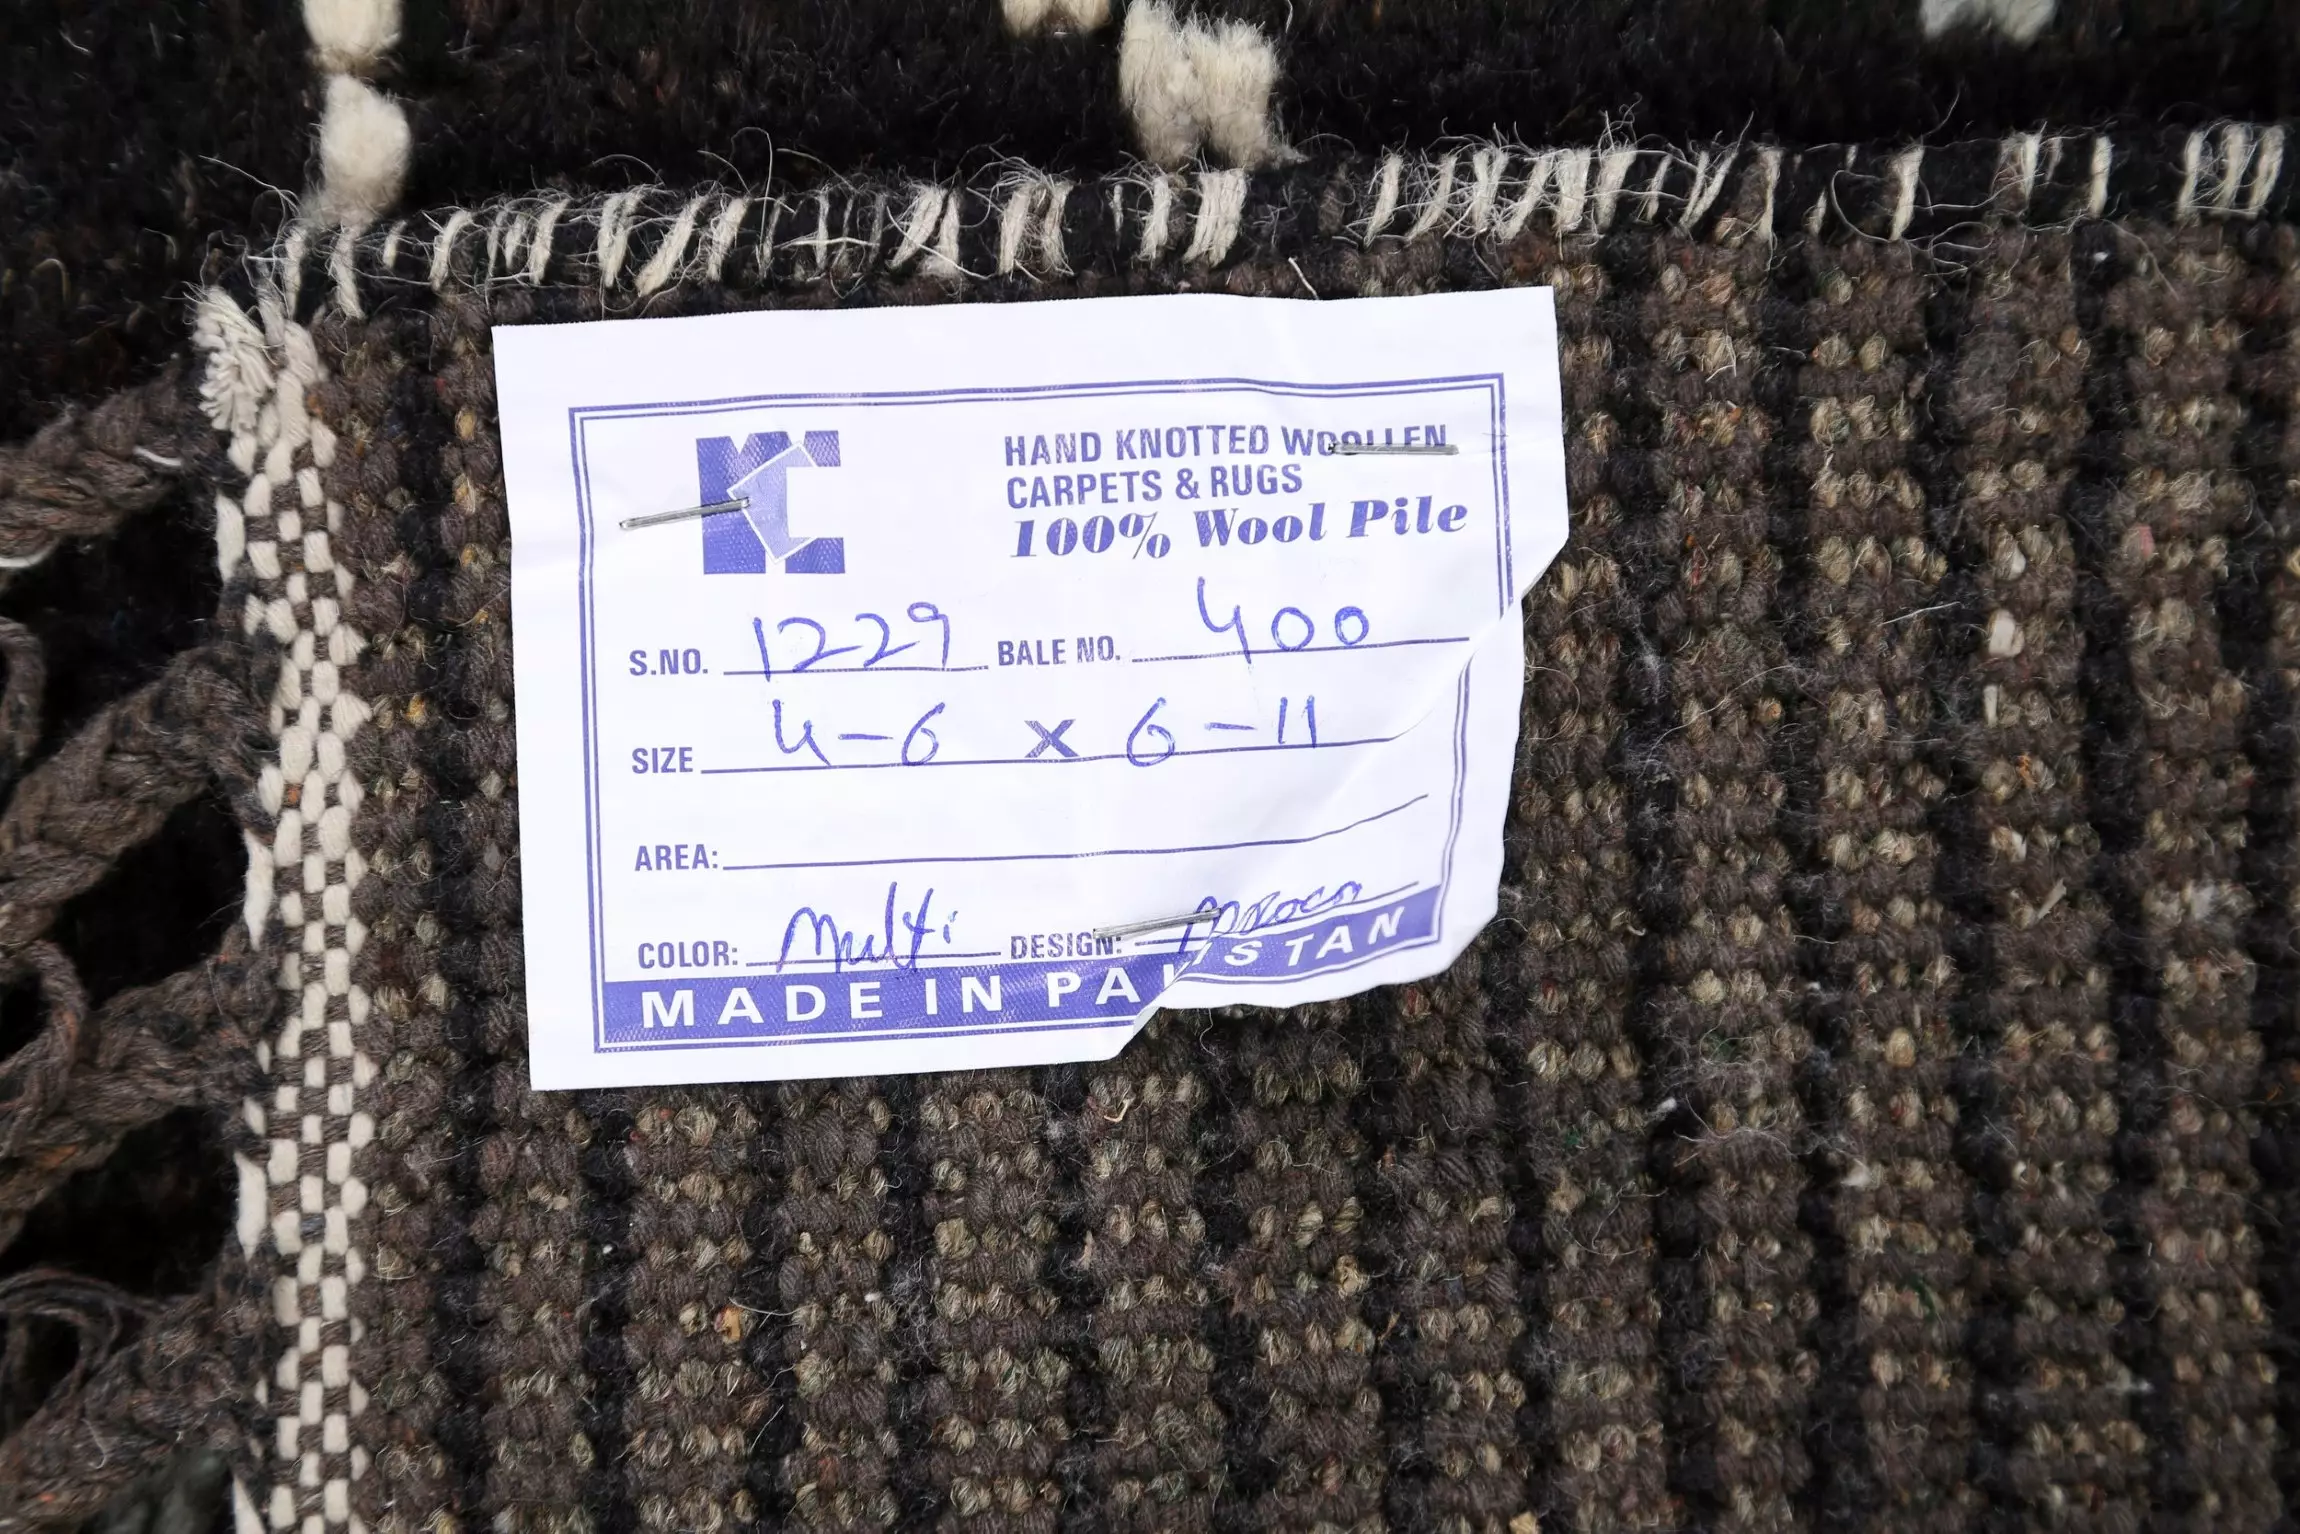 HAND KNOTTED WOOLLEN
CARPETS & RUGS
100% Wool Pile
S.NO. 1229 BALE NO. 400
SIZE 4-6 X 6-11
AREA:
COLOR: Multi DESIGN: Moroco
MADE IN PAKISTAN